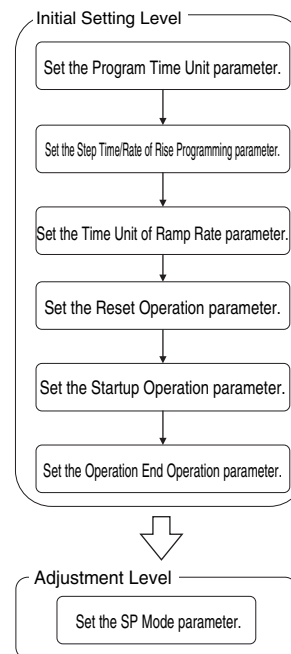 Initial Setting Level
Set the Program Time Unit parameter.
Set the Step Time/Rate of Rise Programming parameter.
Set the Time Unit of Ramp Rate parameter.
Set the Reset Operation parameter.
Set the Startup Operation parameter.
Set the Operation End Operation parameter.
Adjustment Level
Set the SP Mode parameter.